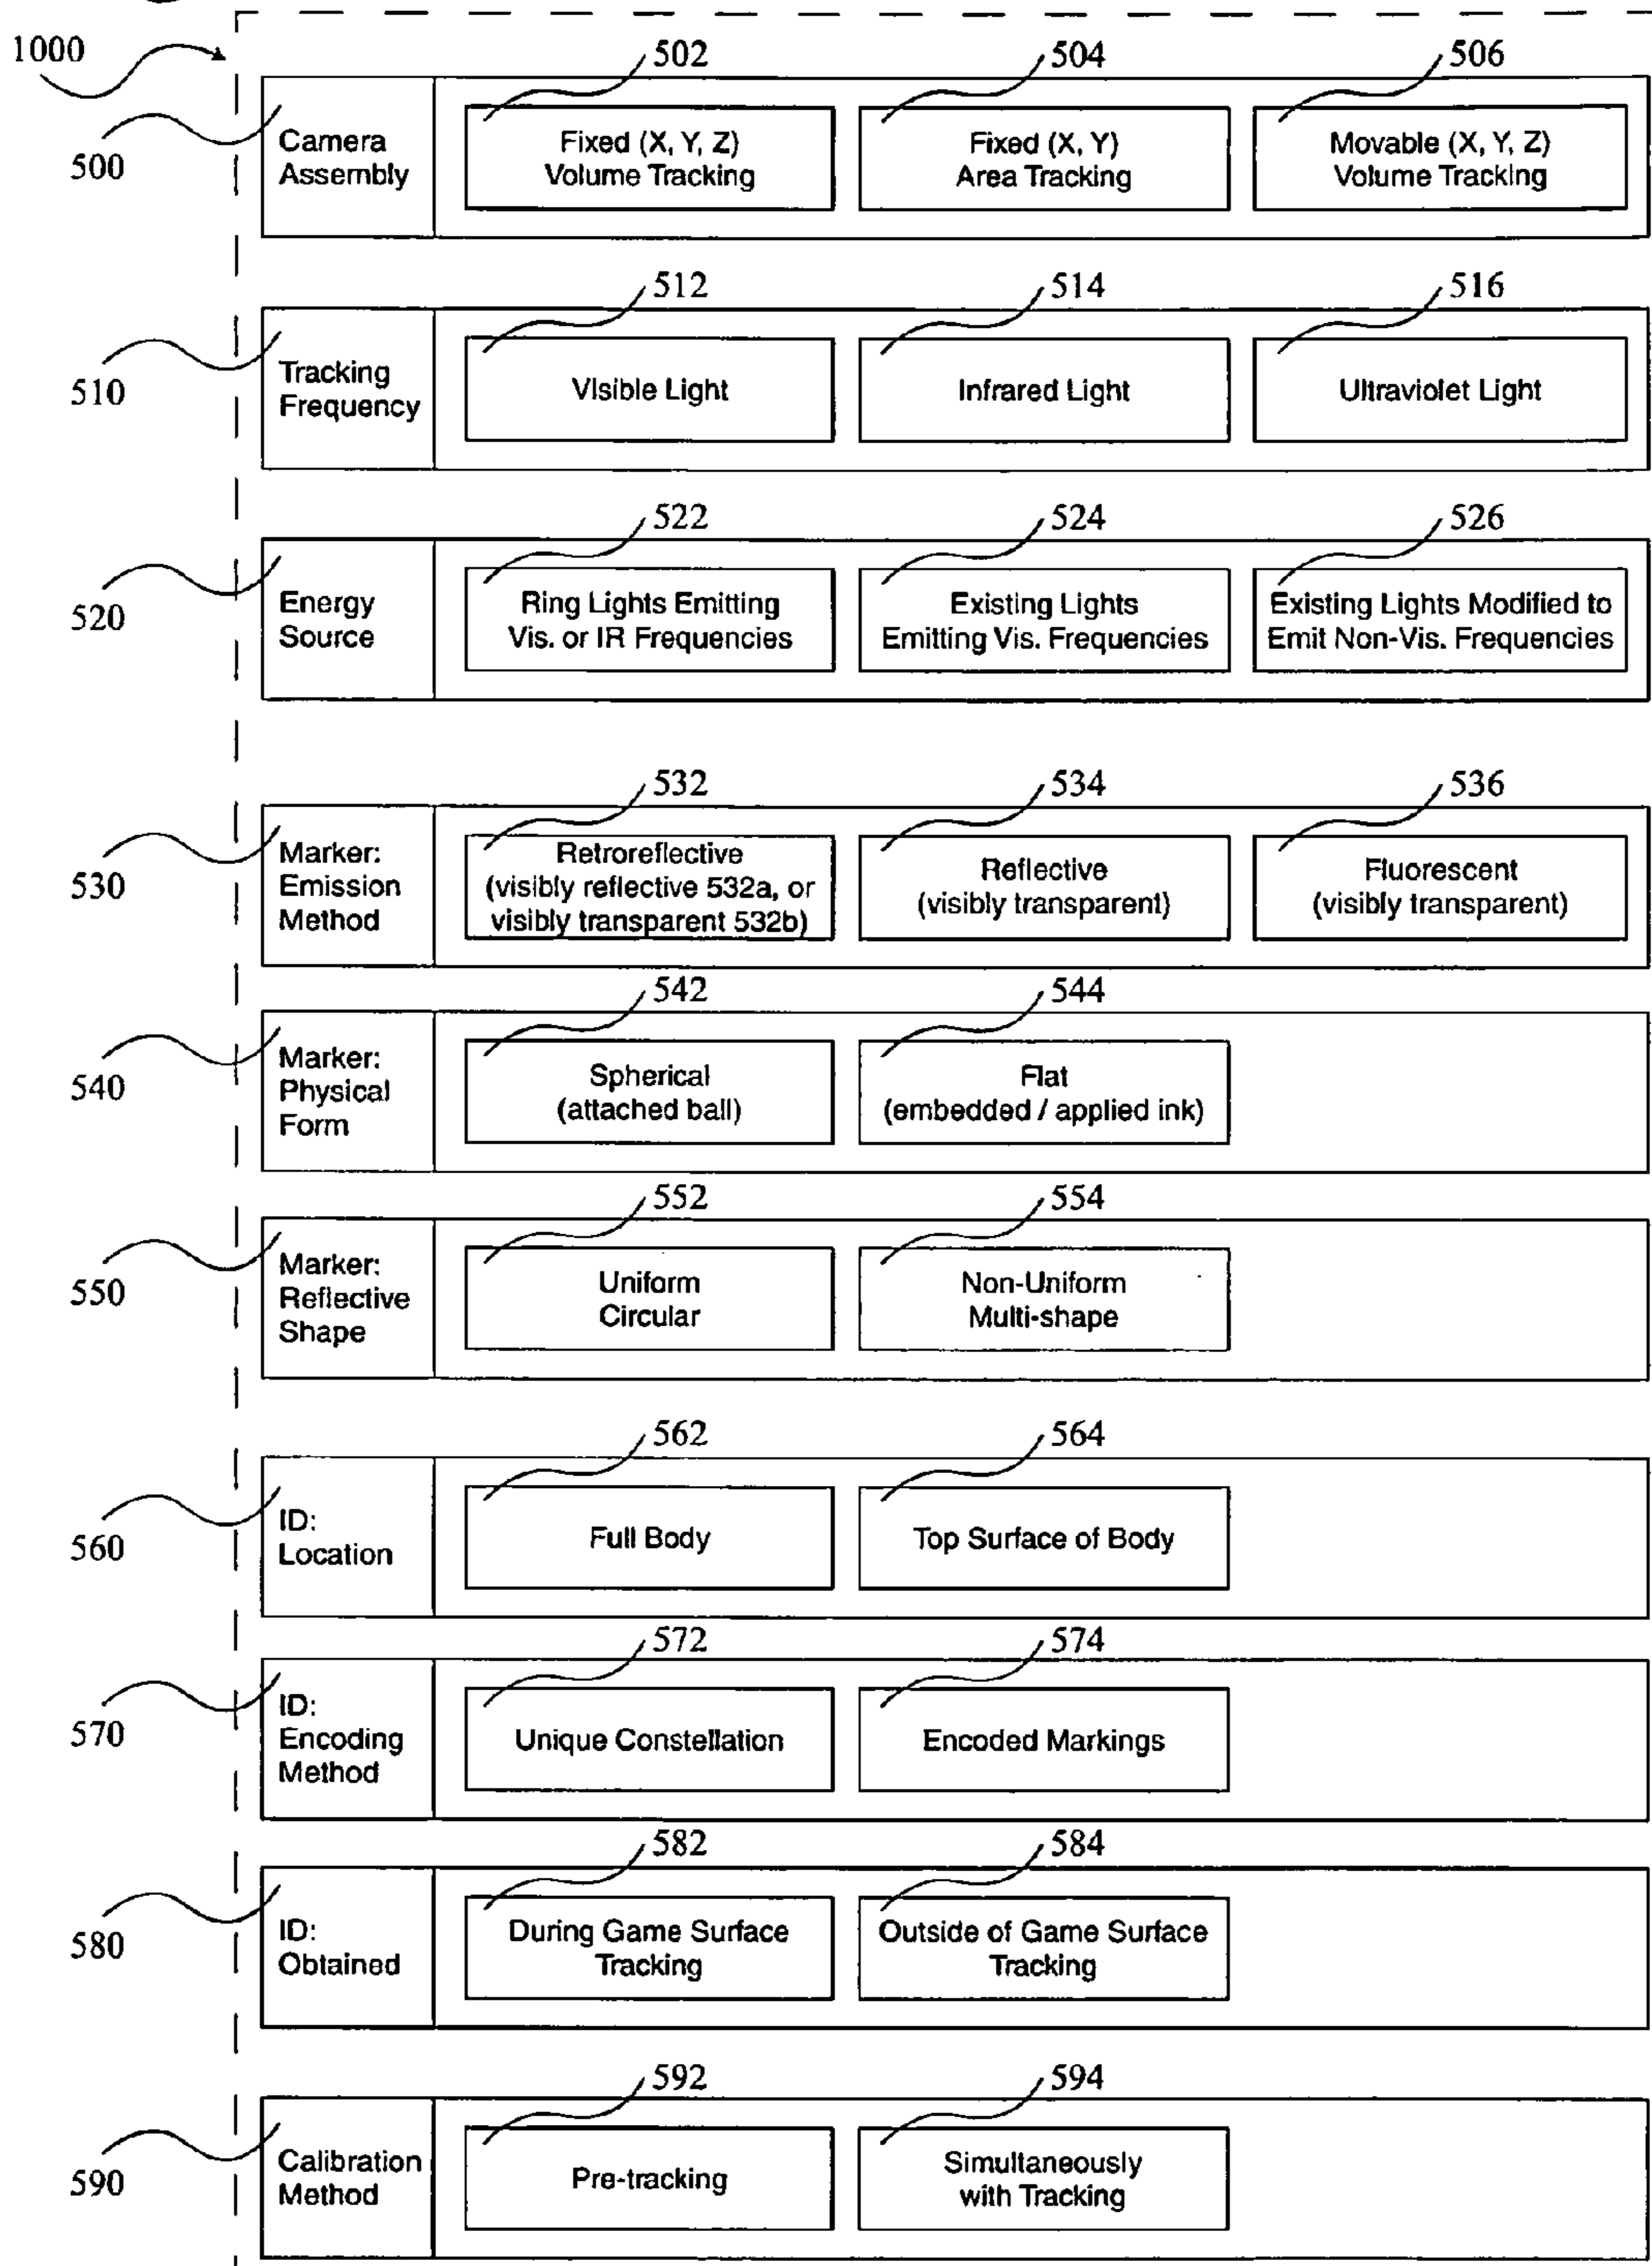 1000
502
504
506
500
Camera
Assembly
Fixed (X, Y, Z)
Volume Tracking
Fixed (X, Y)
Area Tracking
Movable (X, Y, Z)
Volume Tracking
512
514
516
510
Tracking
Frequency
Visible Light
Infrared Light
Ultraviolet Light
522
524
526
520
Energy
Source
Ring Lights Emitting
Vis. or IR Frequencies
Existing Lights
Emitting Vis. Frequencies
Existing Lights Modified to
Emit Non-Vis. Frequencies
532
534
536
530
Marker:
Emission
Method
Retroreflective
(visibly reflective 532a, or
visibly transparent 532b)
Reflective
(visibly transparent)
Fluorescent
(visibly transparent)
542
544
540
Marker:
Physical
Form
Spherical
(attached ball)
Flat
(embedded / applied ink)
552
554
550
Marker:
Reflective
Shape
Uniform
Circular
Non-Uniform
Multi-shape
562
564
560
ID:
Location
Full Body
Top Surface of Body
572
574
570
ID:
Encoding
Method
Unique Constellation
Encoded Markings
582
584
580
ID:
Obtained
During Game Surface
Tracking
Outside of Game Surface
Tracking
592
594
590
Calibration
Method
Pre-tracking
Simultaneously
with Tracking